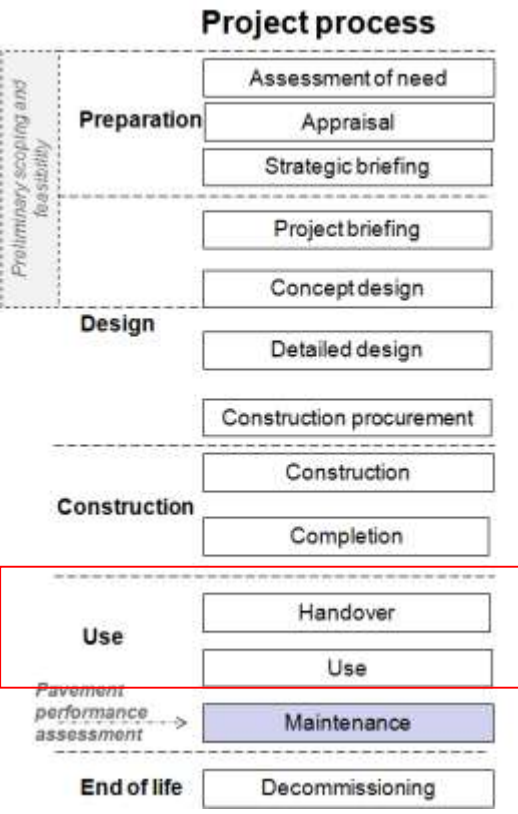 Project process
Preliminary scoping and
feasibility
Preparation
Assessment of need
Appraisal
Strategic briefing
Design
Project briefing
Concept design
Detailed design
Construction procurement
Construction
Construction
Completion
Use
Handover
Use
Pavement
performance
assessment
Maintenance
End of life
Decommissioning